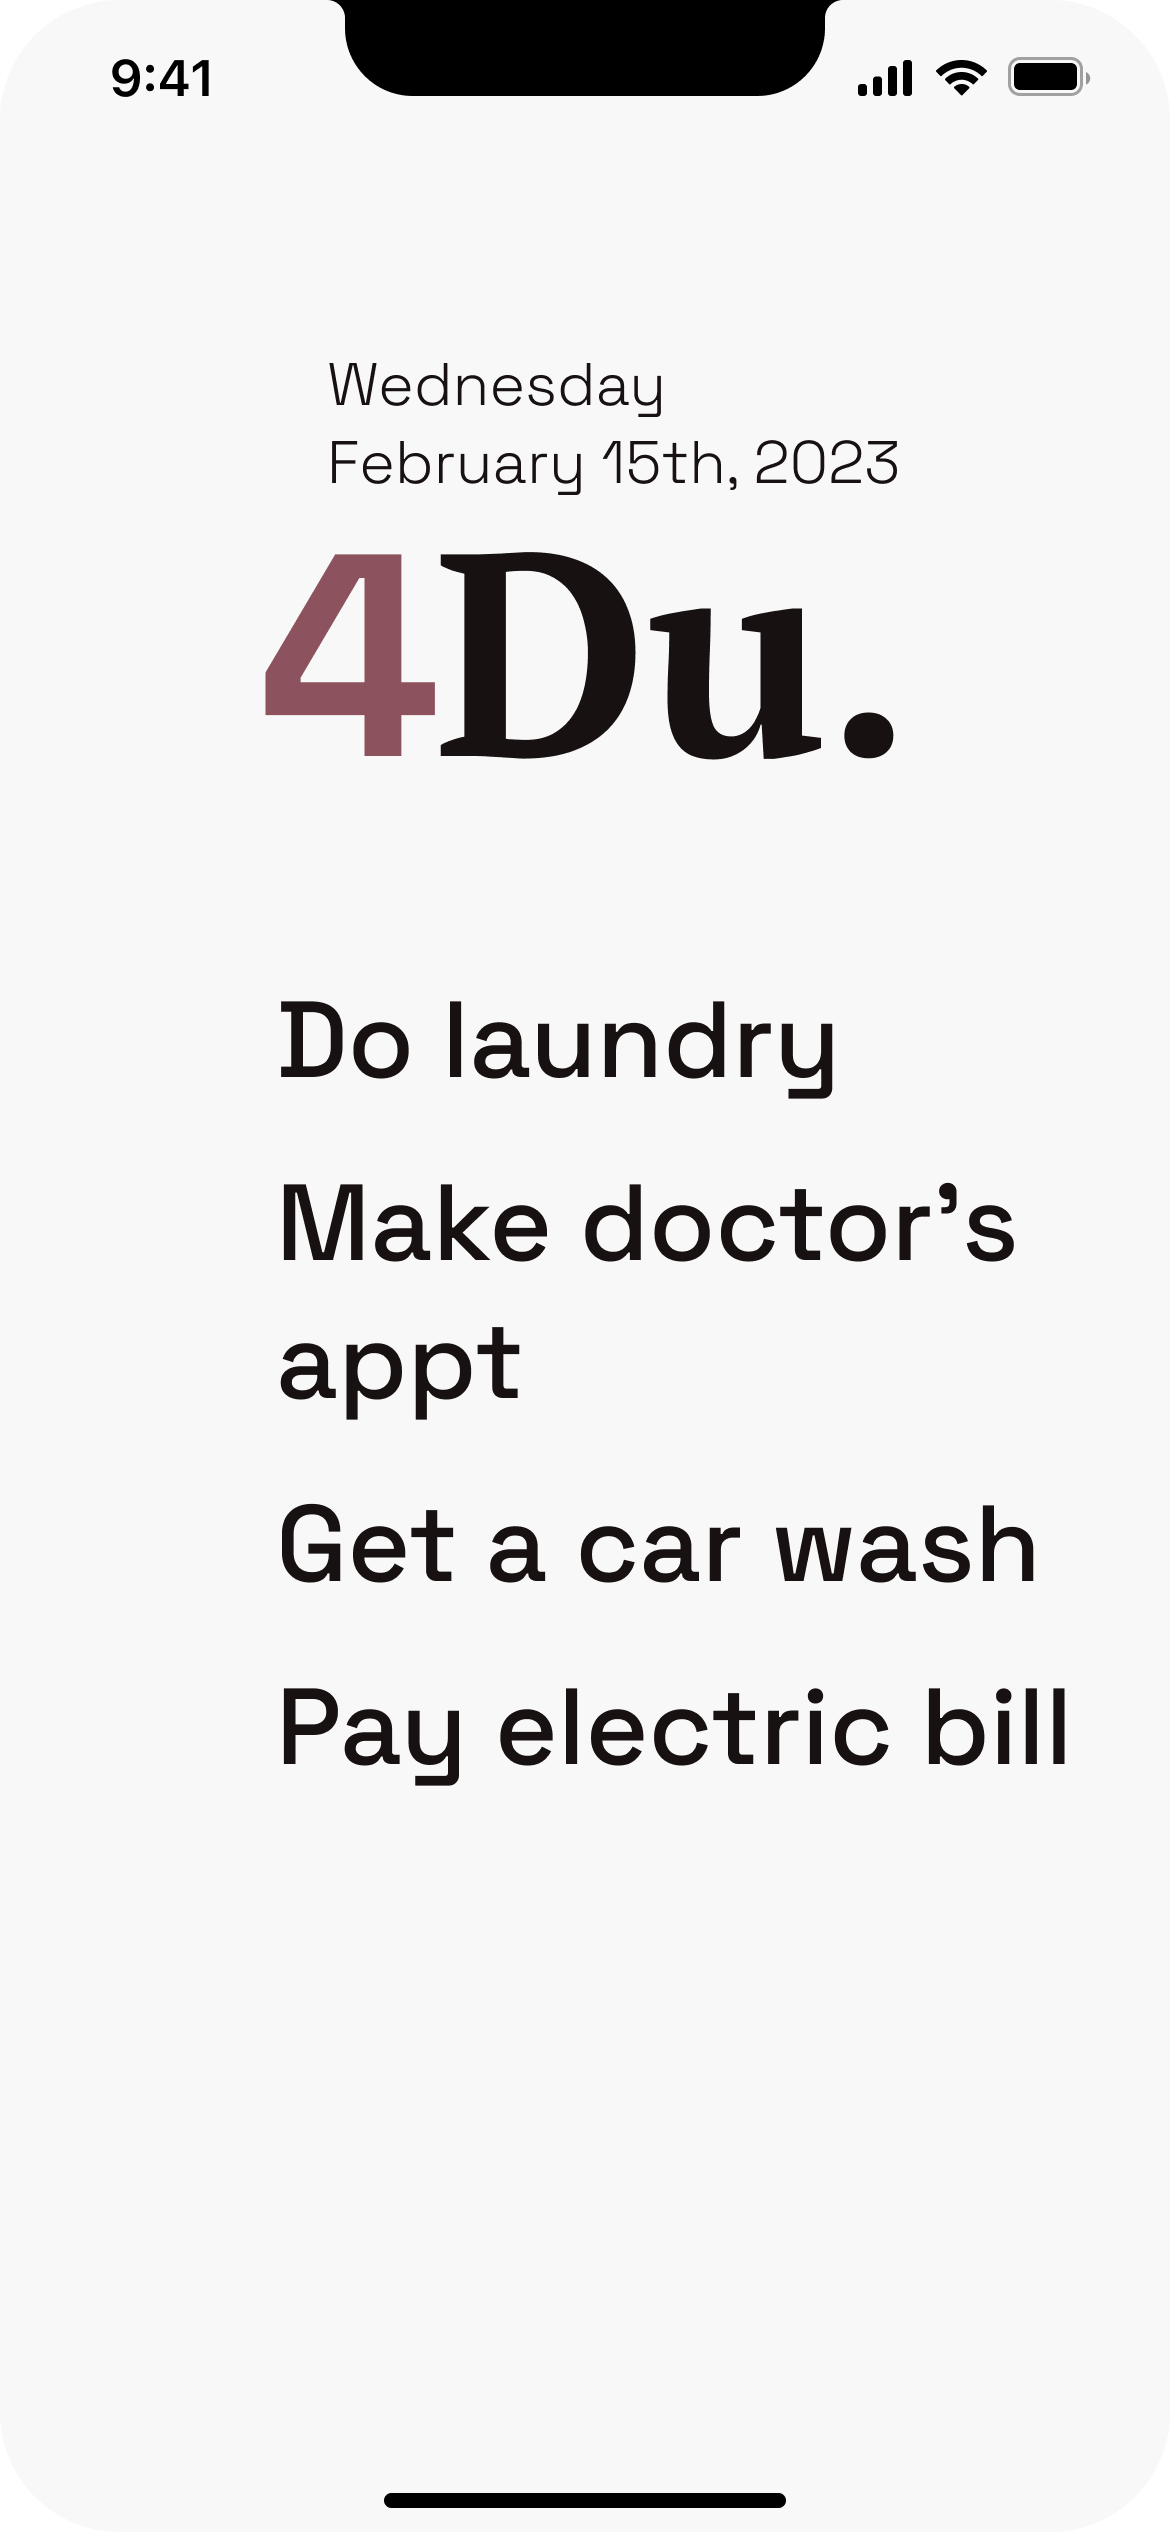 9:41
Wednesday
February 15th, 2023
4Du.
Do laundry
Make doctor’s
appt
Get a car wash
Pay electric bill